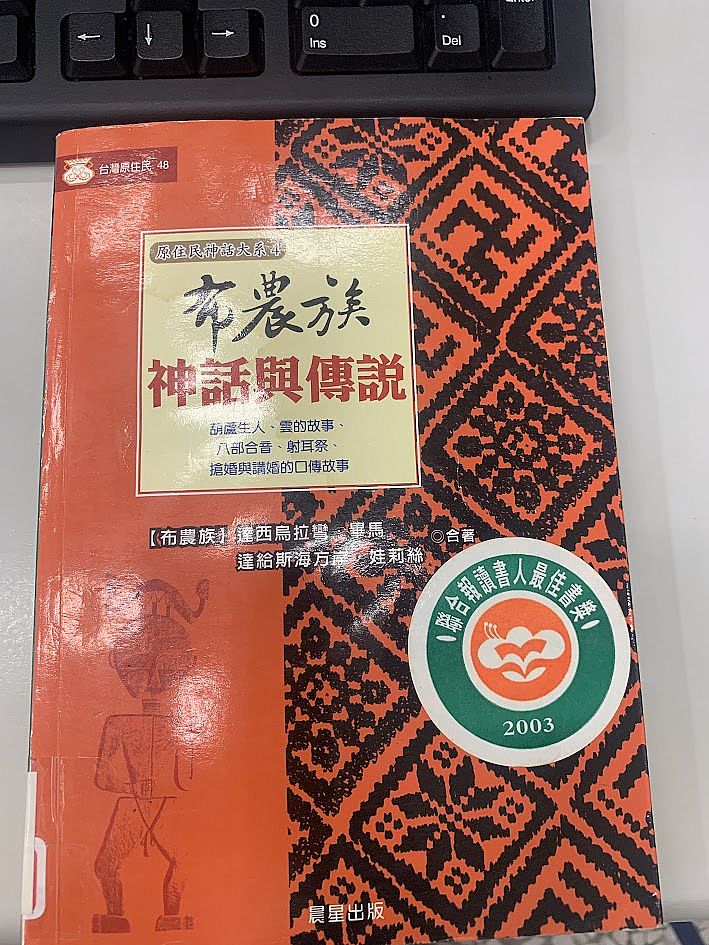 Enter
0
Ins
.
Del
←
↓
→
台灣原住民 48
原住民神話大系4
布農族
神話與傳說
葫蘆生人、雲的故事、
八部合音、射耳祭、
搶婚與講婚的口傳故事
【布農族】達西烏拉彎．畢馬
達給斯海方岸．娃莉絲
◎合著
聯合報讀書人最佳書獎
2003
晨星出版